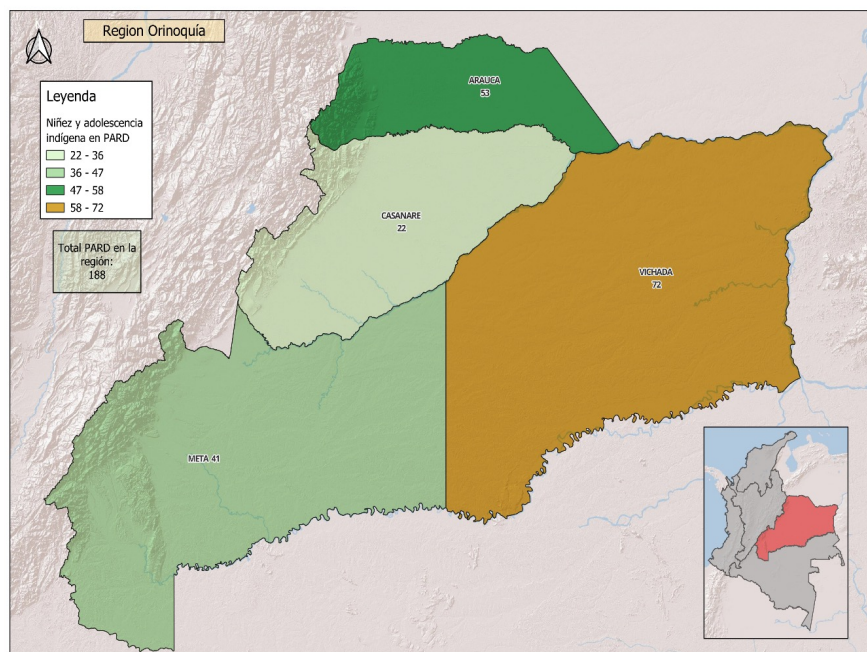 Region Orinoquía
Leyenda
Niñez y adolescencia
indígena en PARD
22 - 36
36 - 47
47 - 58
58 - 72
Total PARD en la
región:
188
ARAUCA
53
CASANARE
22
VICHADA
72
META 41